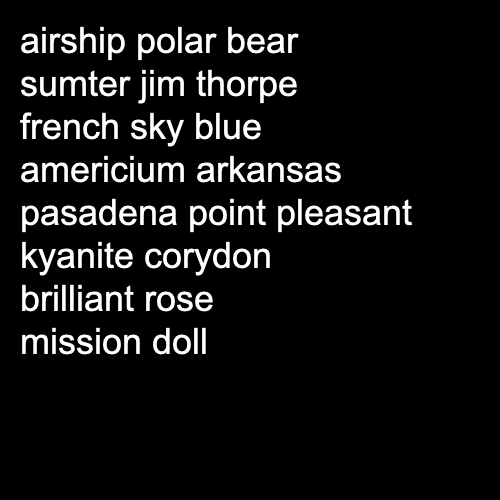 airship polar bear
sumter jim thorpe
french sky blue
americium arkansas
pasadena point pleasant
kyanite corydon
brilliant rose
mission doll